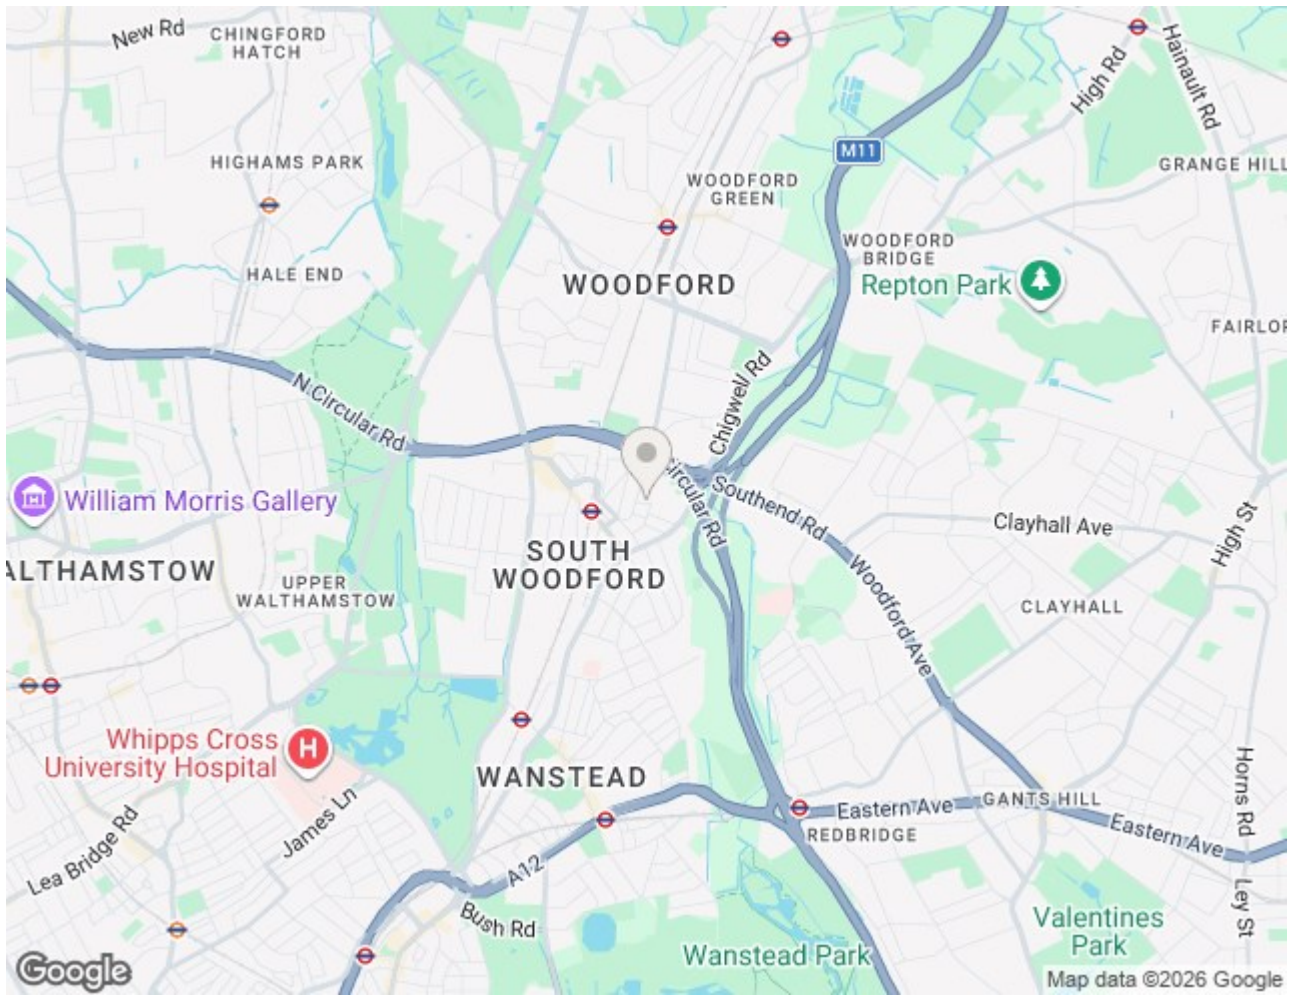 New Rd
CHINGFORD
HATCH
High Rd
Hainault Rd
M11
HIGHAMS PARK
GRANGE HILL
WOODFORD
GREEN
WOODFORD
BRIDGE
HALE END
WOODFORD
Repton Park
FAIRLOP
N Circular Rd
Chigwell Rd
William Morris Gallery
Circular Rd
Southend Rd
Clayhall Ave
High St
SOUTH
WOODFORD
ALTHAMSTOW
UPPER
WALTHAMSTOW
Woodford Ave
CLAYHALL
Whipps Cross
University Hospital
H
WANSTEAD
James Ln
Lea Bridge Rd
Eastern Ave
GANTS HILL
REDBRIDGE
Eastern Ave
Horns Rd
A12
Ley St
Bush Rd
Valentines
Park
Wanstead Park
Google
Map data ©2026 Google